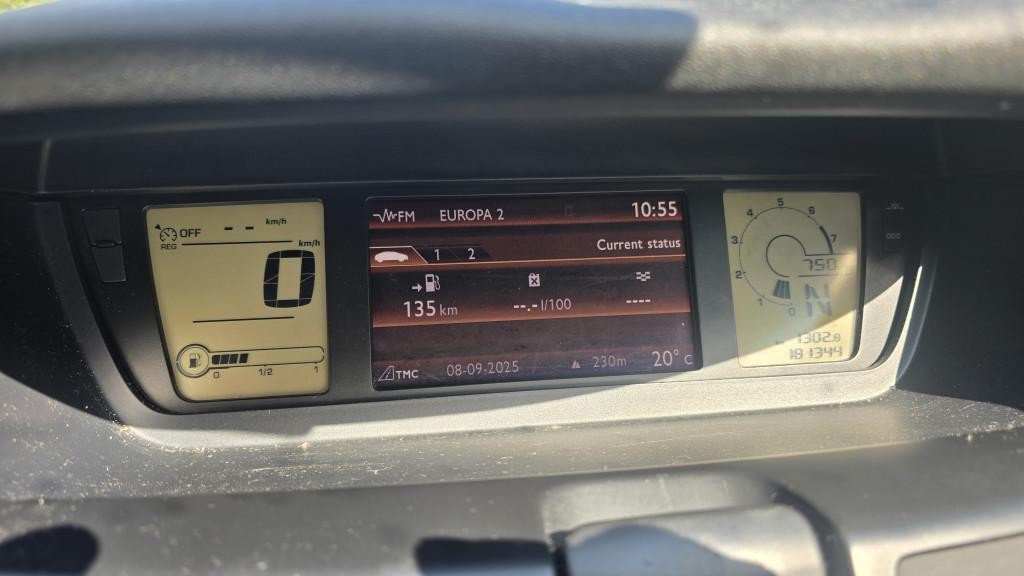 OFF -- km/h
REG
km/h
0
G 1/2 1
FM EUROPA 2 10:55
1 2 Current status
135 km --.- l/100 ----
TMC 08-09-2025 230m 20° C
4 5 6
3 7
2 750
1 N
0
1302.8
181344